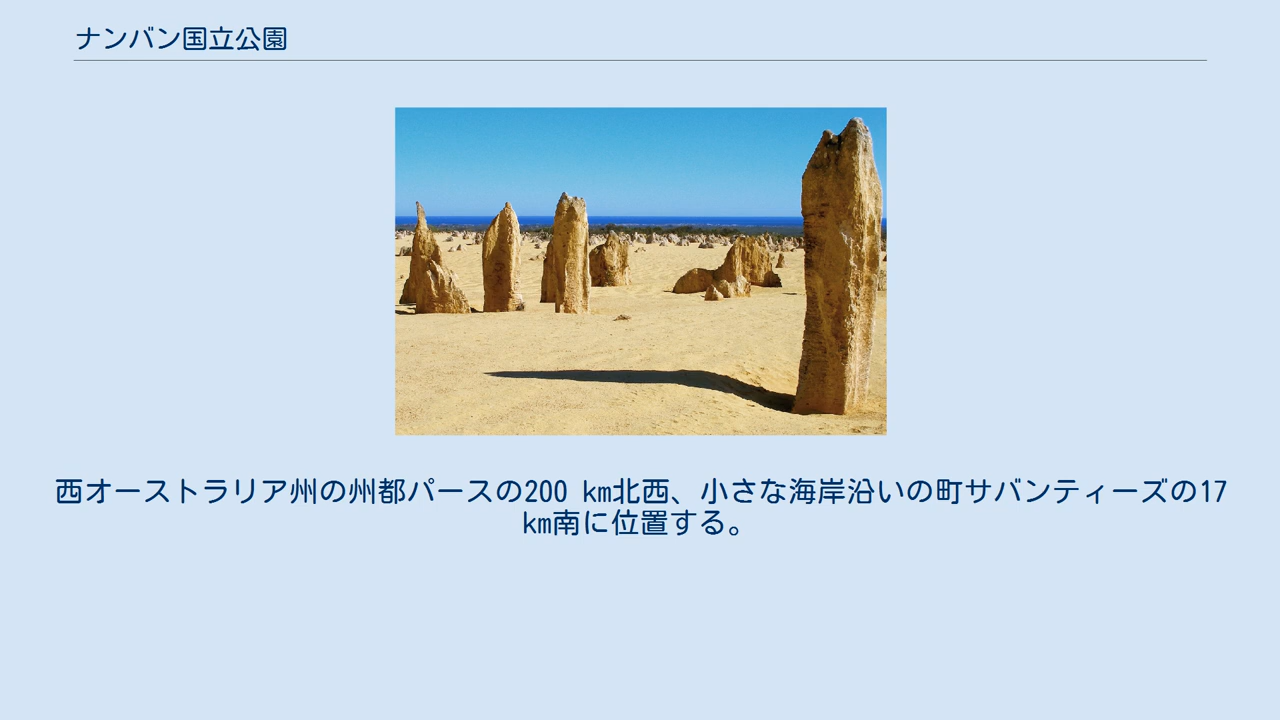 ナンバン国立公園
西オーストラリア州の州都パースの200 km北西、小さな海岸沿いの町サバンティーズの17
km南に位置する。